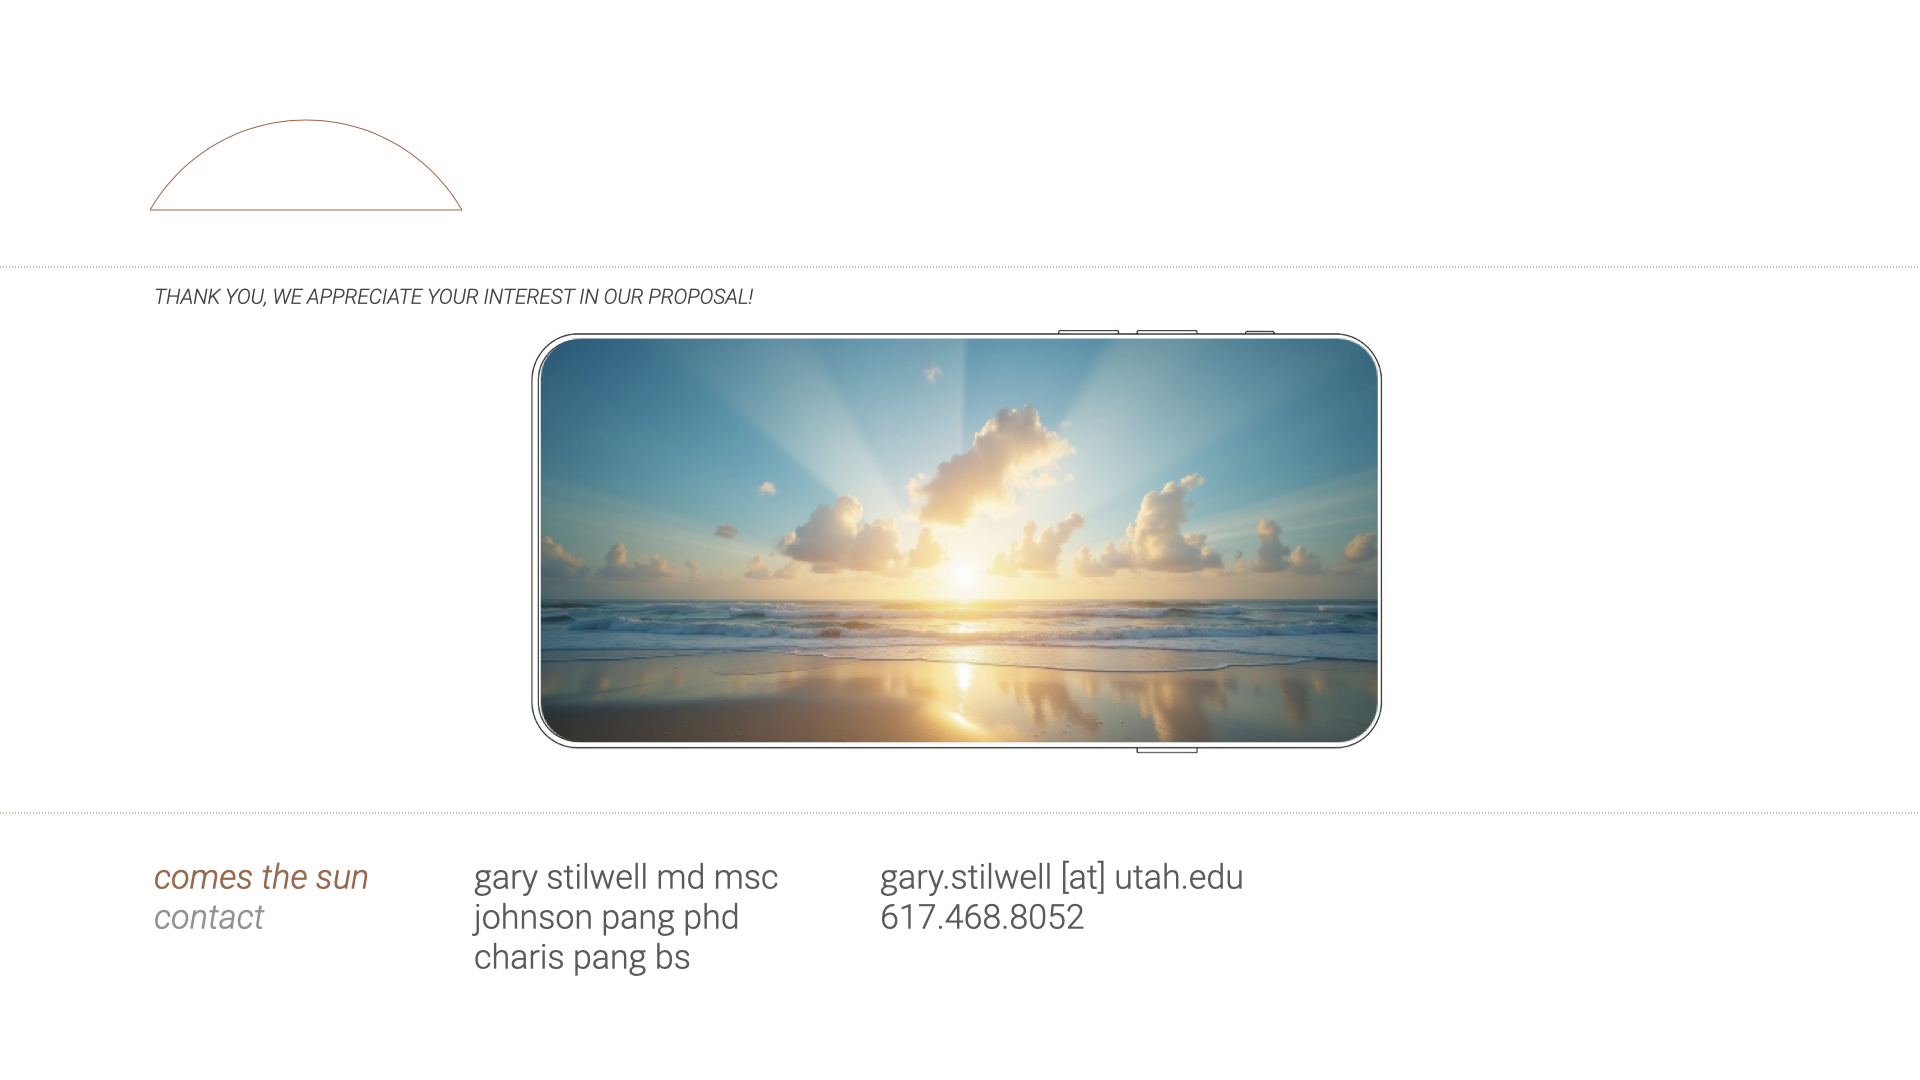 THANK YOU, WE APPRECIATE YOUR INTEREST IN OUR PROPOSAL!
comes the sun
contact
gary stilwell md msc
johnson pang phd
charis pang bs
gary.stilwell [at] utah.edu
617.468.8052